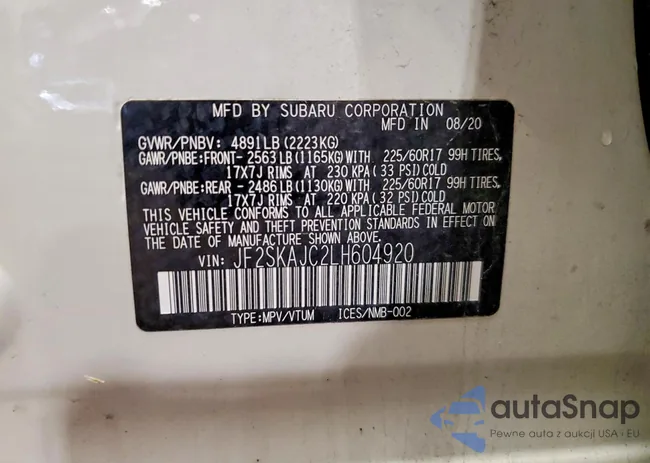 MFD BY SUBARU CORPORATION
MFD IN 08/20
GVWR/PNBV: 4891LB (2223KG)
GAWR/PNBE:FRONT- 2563 LB (1165KG) WITH 225/60R17 99H TIRES,
17X7J RIMS AT 230 KPA (33 PSI) COLD
GAWR/PNBE:REAR - 2486 LB (1130KG) WITH 225/60R17 99H TIRES,
17X7J RIMS AT 220 KPA (32 PSI) COLD
THIS VEHICLE CONFORMS TO ALL APPLICABLE FEDERAL MOTOR
VEHICLE SAFETY AND THEFT PREVENTION STANDARDS IN EFFECT ON
THE DATE OF MANUFACTURE SHOWN ABOVE.
VIN: JF2SKAJC2LH604920
TYPE:MPV/VTUM ICES/NMB-002
autaSnap
Pewne auta z aukcji USA · EU